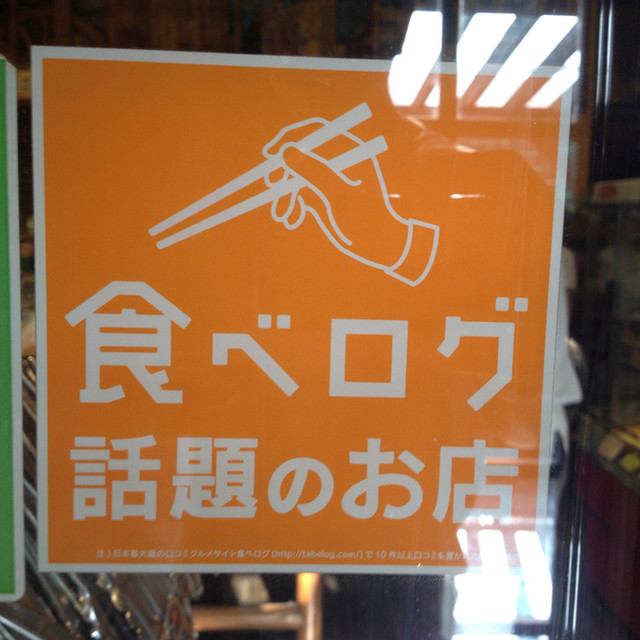 食べログ
話題のお店
注)日本最大級の口コミグルメサイト食べログ(http://tabelog.com/)で10件以上口コミを